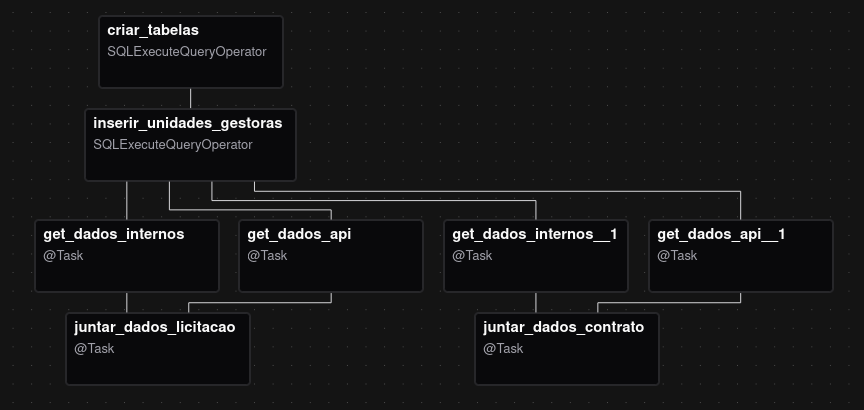 criar_tabelas
SQLExecuteQueryOperator
inserir_unidades_gestoras
SQLExecuteQueryOperator
get_dados_internos
@Task
get_dados_api
@Task
get_dados_internos__1
@Task
get_dados_api__1
@Task
juntar_dados_licitacao
@Task
juntar_dados_contrato
@Task